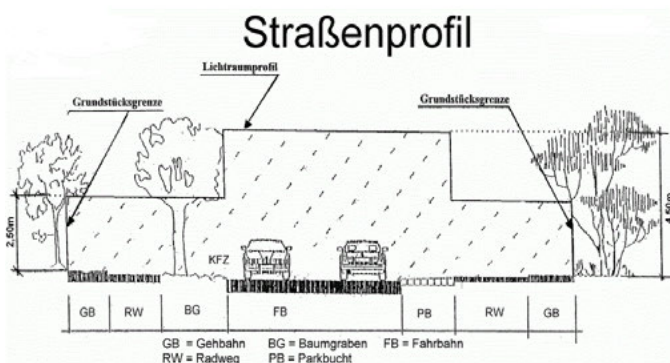 Straßenprofil
Lichtraumprofil
Grundstücksgrenze
Grundstücksgrenze
2,50m
4,50m
KFZ
GB RW BG FB PB RW GB
GB = Gehbahn BG = Baumgraben FB = Fahrbahn
RW = Radweg PB = Parkbucht